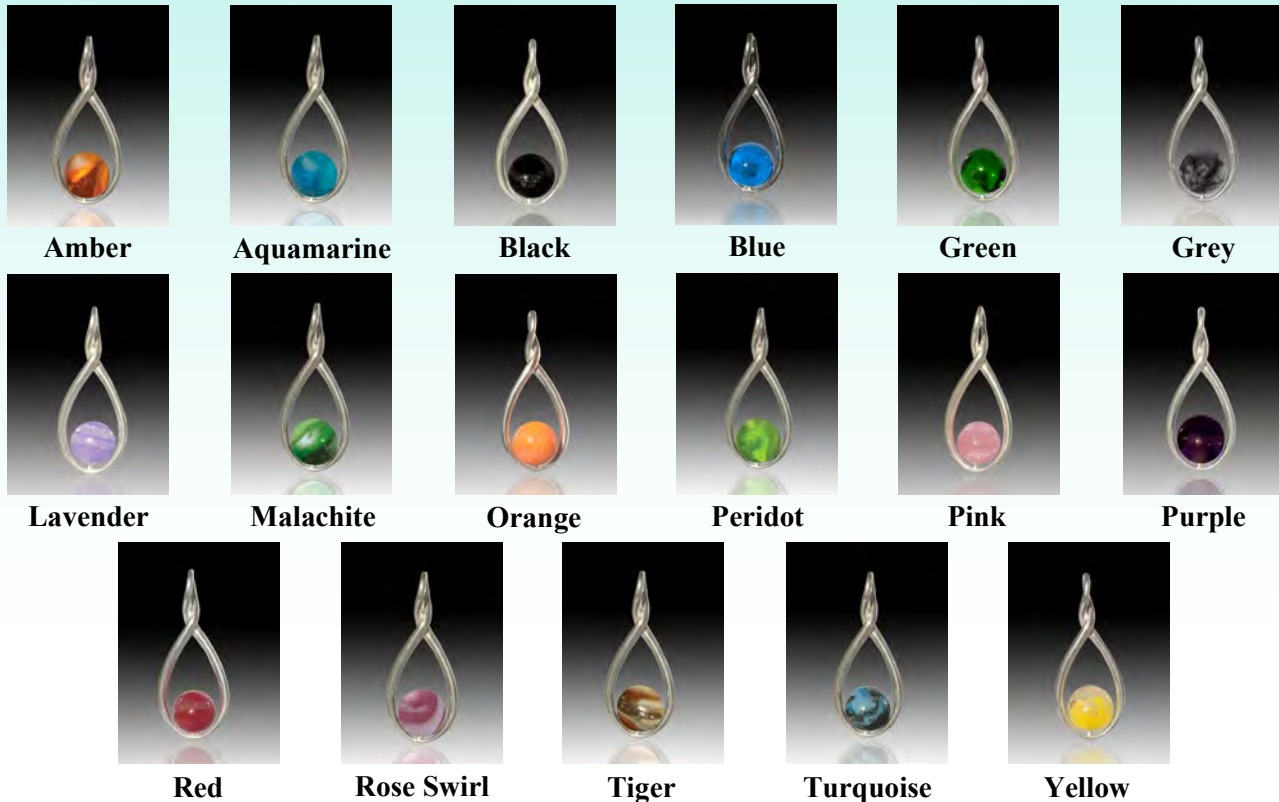 Amber Aquamarine Black Blue Green Grey
Lavender Malachite Orange Peridot Pink Purple
Red Rose Swirl Tiger Turquoise Yellow